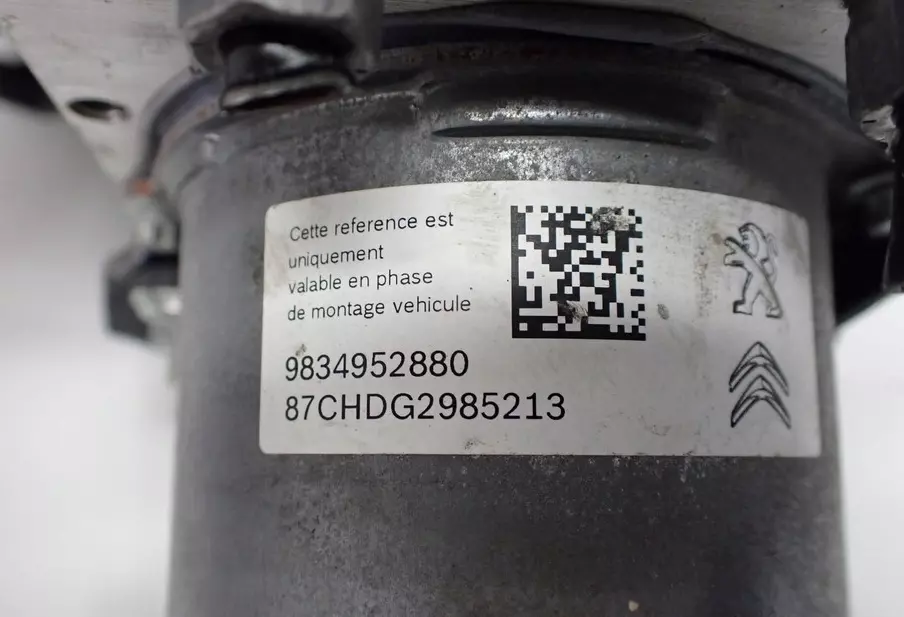 Cette reference est
uniquement
valable en phase
de montage vehicule
9834952880
87CHDG2985213